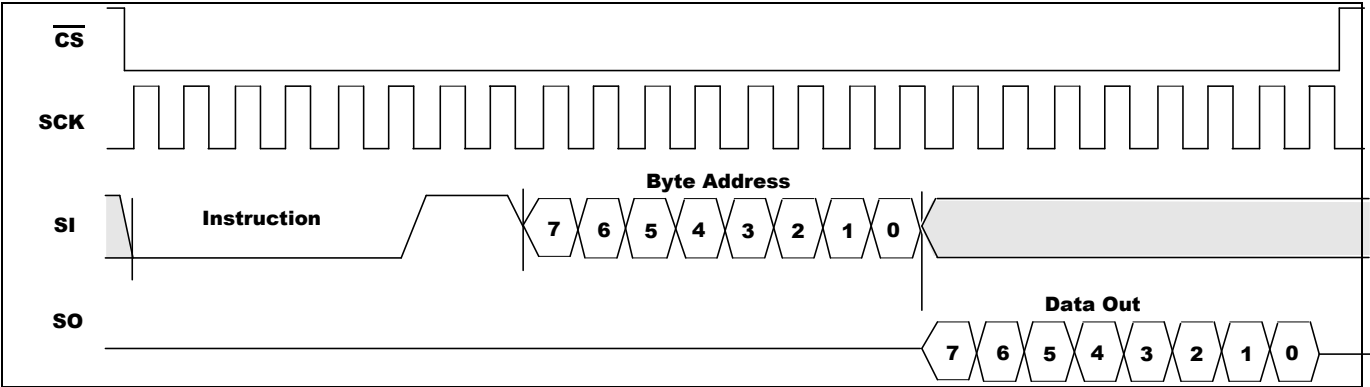 CS
SCK
Byte Address
SI Instruction 7 6 5 4 3 2 1 0
Data Out
SO
7 6 5 4 3 2 1 0